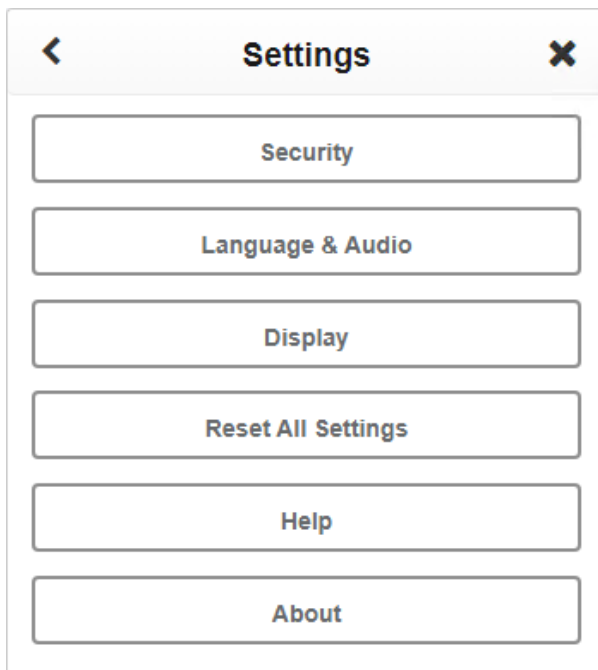 Settings
Security
Language & Audio
Display
Reset All Settings
Help
About